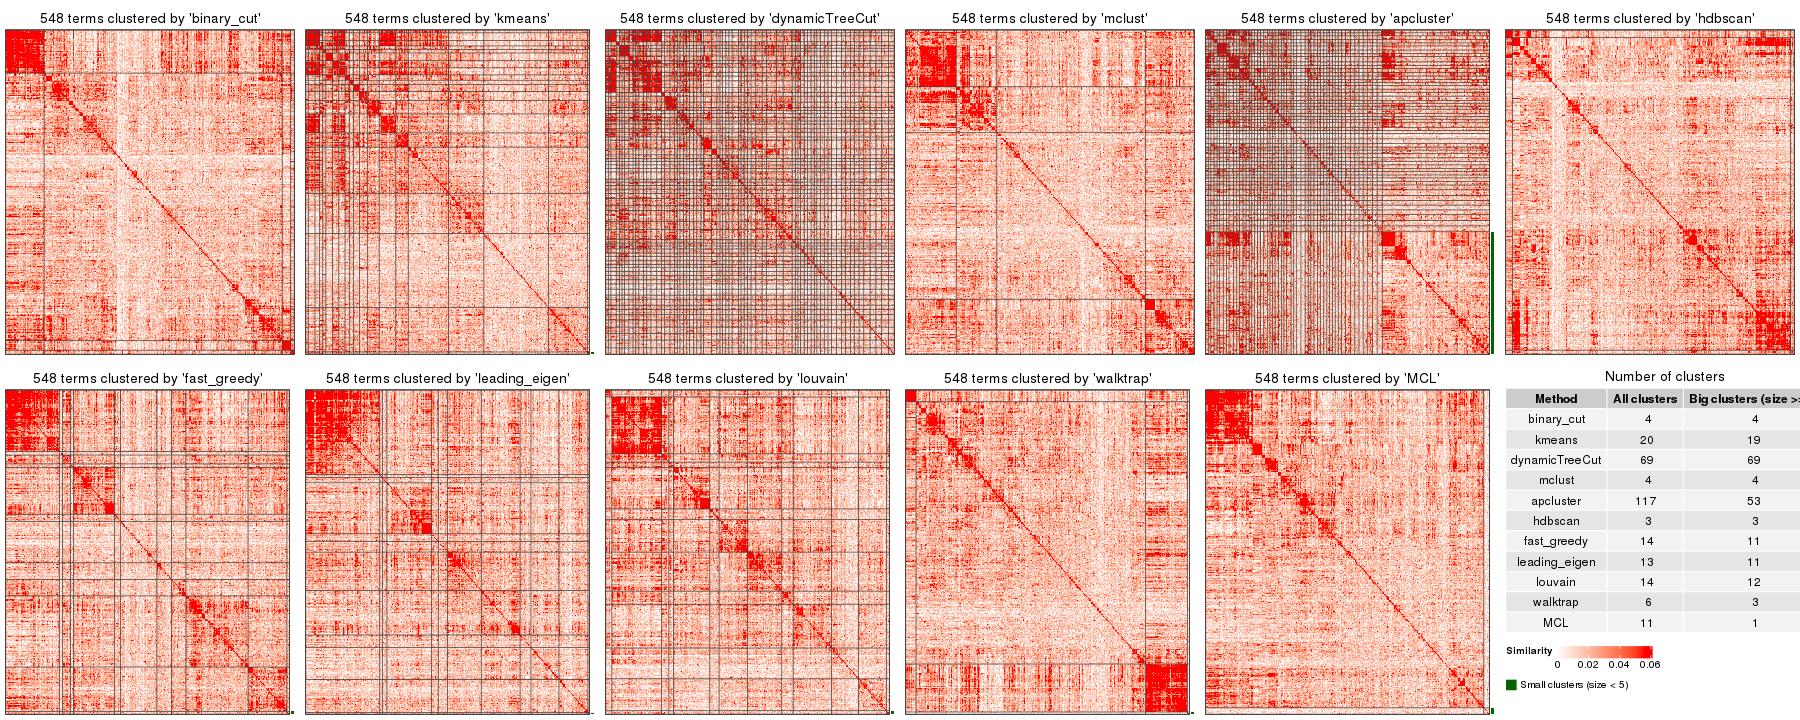 548 terms clustered by 'binary_cut'
548 terms clustered by 'kmeans'
548 terms clustered by 'dynamicTreeCut'
548 terms clustered by 'mclust'
548 terms clustered by 'apcluster'
548 terms clustered by 'hdbscan'
548 terms clustered by 'fast_greedy'
548 terms clustered by 'leading_eigen'
548 terms clustered by 'louvain'
548 terms clustered by 'walktrap'
548 terms clustered by 'MCL'
Number of clusters
Method All clusters Big clusters (size >=
binary_cut 4 4
kmeans 20 19
dynamicTreeCut 69 69
mclust 4 4
apcluster 117 53
hdbscan 3 3
fast_greedy 14 11
leading_eigen 13 11
louvain 14 12
walktrap 6 3
MCL 11 1
Similarity
0 0.02 0.04 0.06
Small clusters (size < 5)